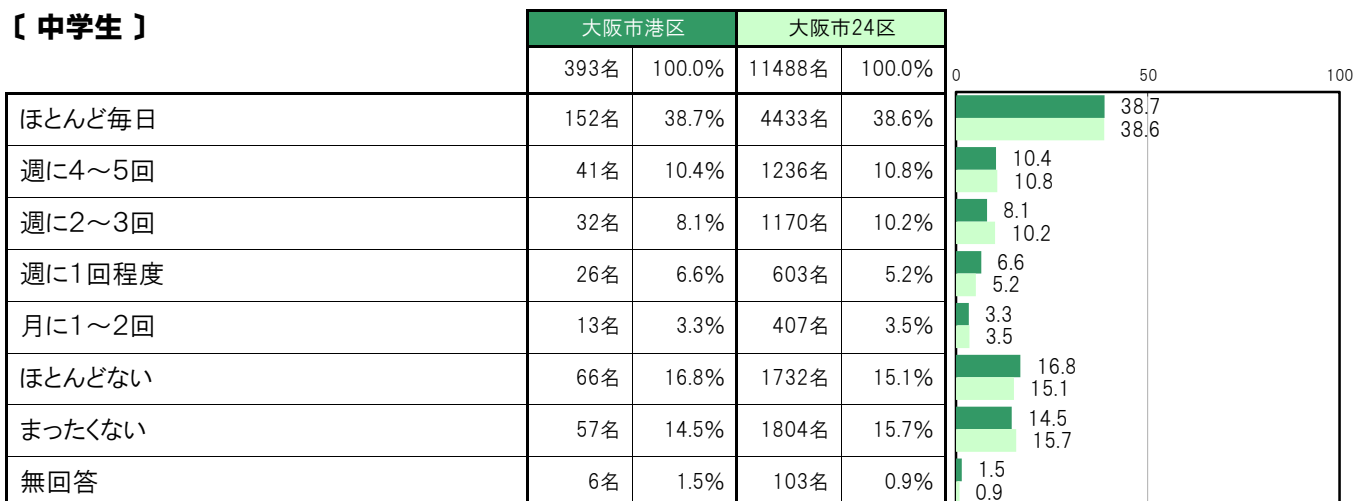 〔 中学生 〕
大阪市港区 大阪市24区
393名 100.0% 11488名 100.0%
0 50 100
ほとんど毎日 152名 38.7% 4433名 38.6% 38.7
38.6
週に4～5回 41名 10.4% 1236名 10.8% 10.4
10.8
週に2～3回 32名 8.1% 1170名 10.2% 8.1
10.2
週に1回程度 26名 6.6% 603名 5.2% 6.6
5.2
月に1～2回 13名 3.3% 407名 3.5% 3.3
3.5
ほとんどない 66名 16.8% 1732名 15.1% 16.8
15.1
まったくない 57名 14.5% 1804名 15.7% 14.5
15.7
無回答 6名 1.5% 103名 0.9% 1.5
0.9